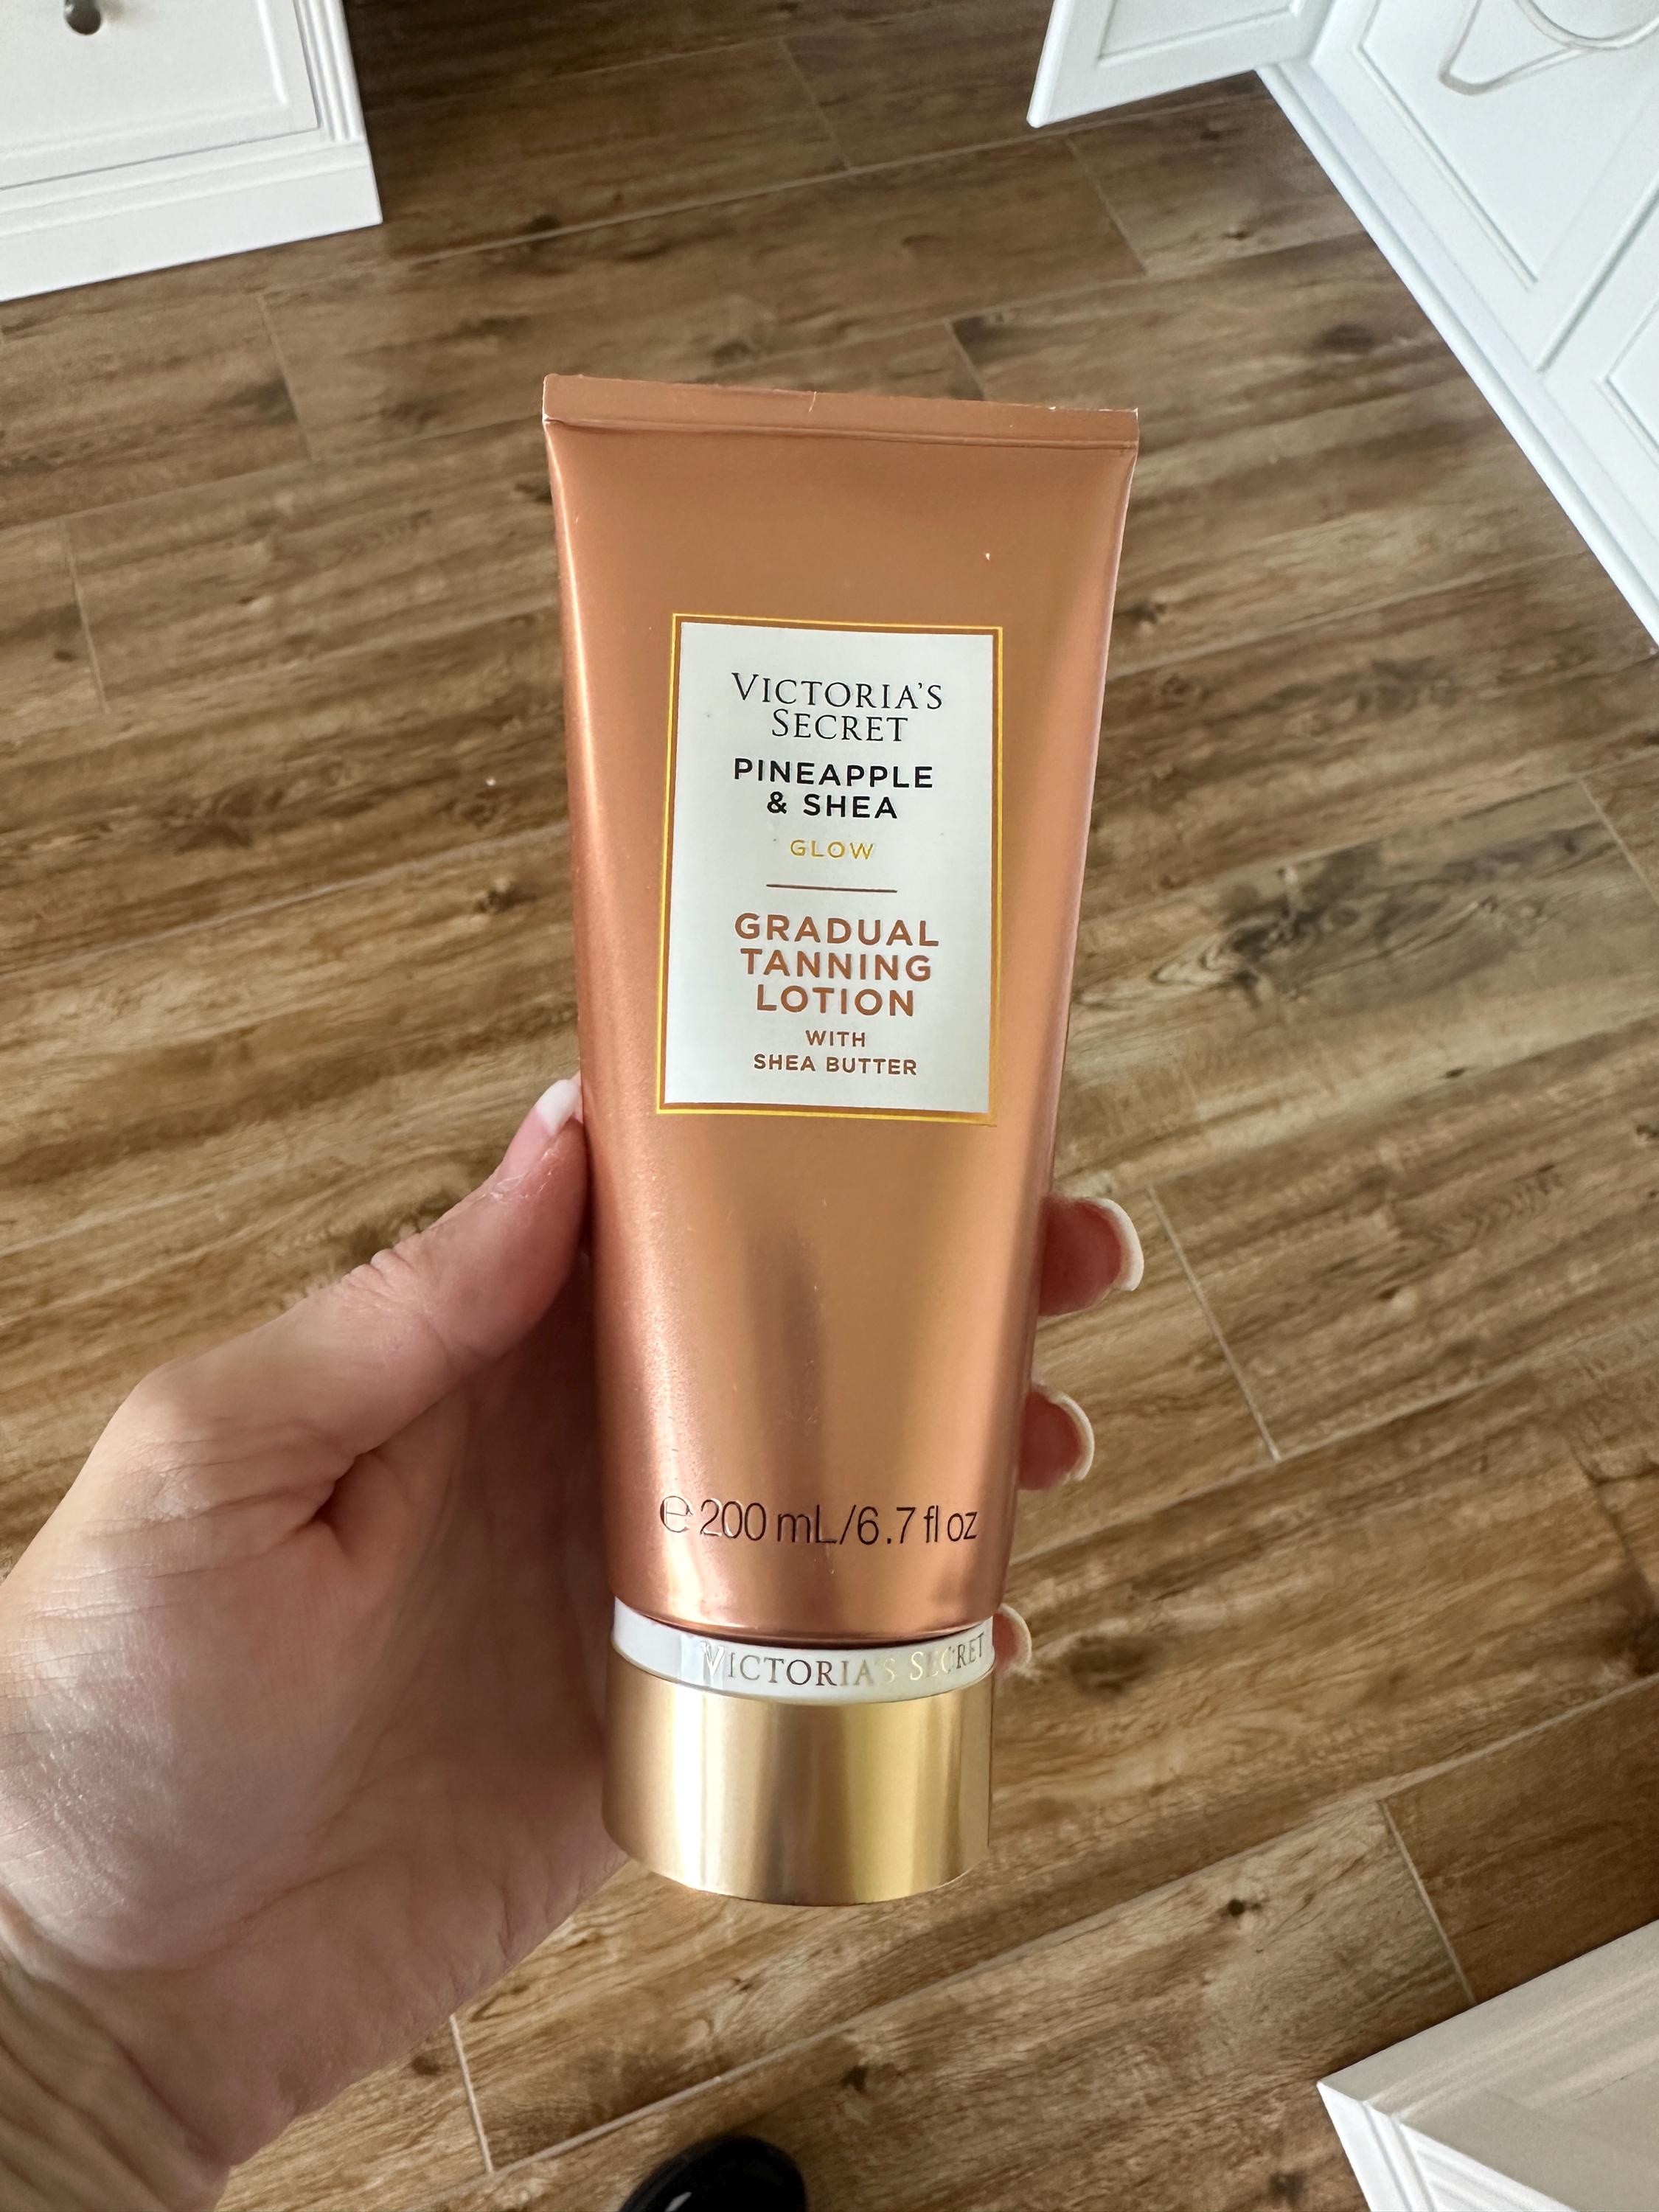 VICTORIA'S
SECRET
PINEAPPLE
& SHEA
GLOW
GRADUAL
TANNING
LOTION
WITH
SHEA BUTTER
℮ 200 mL/6.7 fl oz
VICTORIA'S SECRET